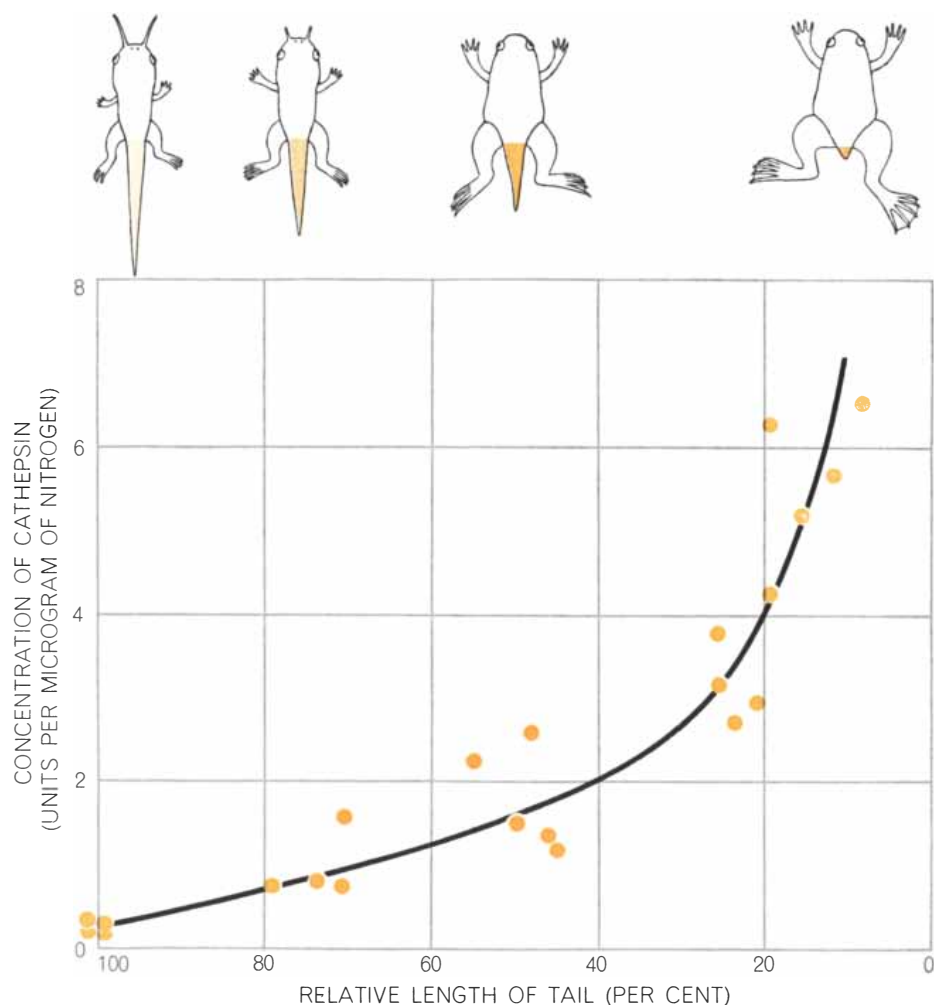 8
6
4
2
0
CONCENTRATION OF CATHEPSIN
(UNITS PER MICROGRAM OF NITROGEN)
100 80 60 40 20 0
RELATIVE LENGTH OF TAIL (PER CENT)